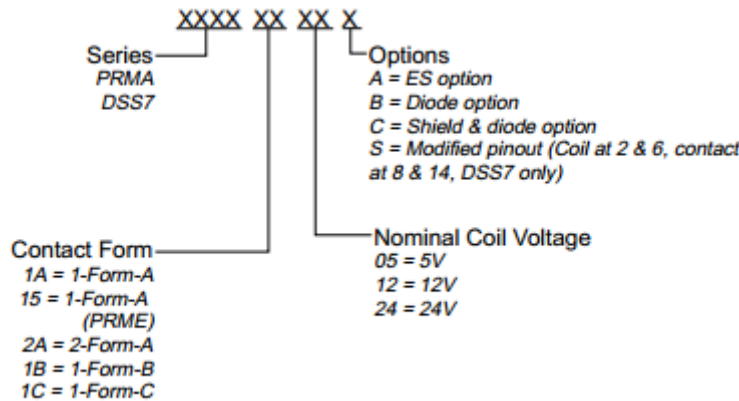 XXXX XX XX X
Series
PRMA
DSS7
Options
A = ES option
B = Diode option
C = Shield & diode option
S = Modified pinout (Coil at 2 & 6, contact
at 8 & 14, DSS7 only)
Contact Form
1A = 1-Form-A
15 = 1-Form-A
(PRME)
2A = 2-Form-A
1B = 1-Form-B
1C = 1-Form-C
Nominal Coil Voltage
05 = 5V
12 = 12V
24 = 24V